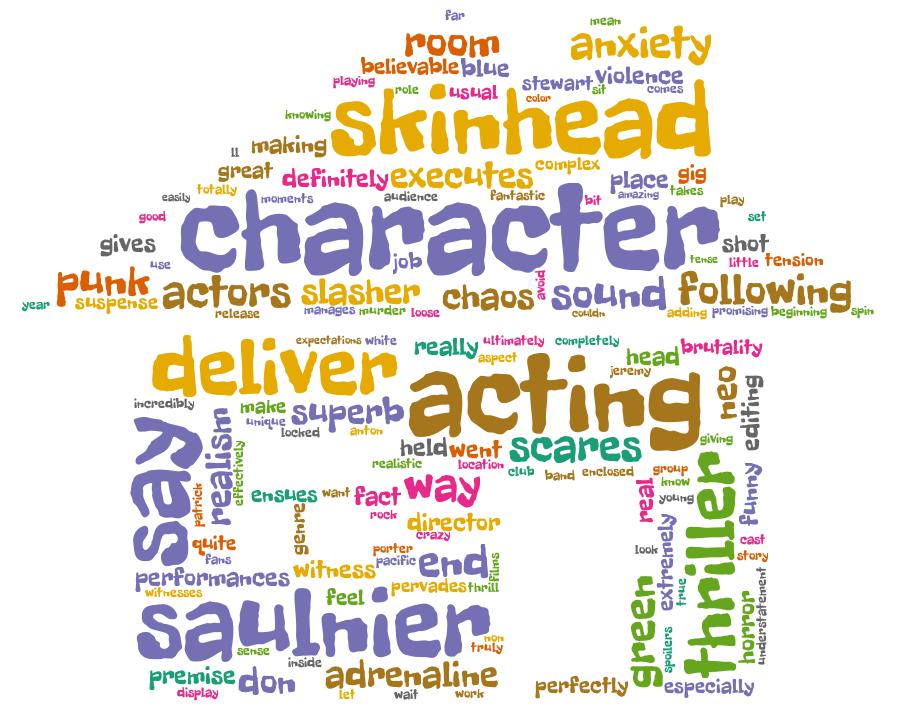 far
mean
room
anxiety
believable blue
stewart violence
playing role usual color sit comes
knowing skinhead
ll making
great definitely executes complex place gig
totally amazing takes
easily moments audience fantastic bit play
good character set
gives job shot
use tense little tension
punk actors slasher chaos avoid sound following
year suspense release manages murder loose couldn adding promising beginning spin
expectations white really ultimately completely
deliver aspect head brutality
jeremy
incredibly make superb acting neo editing
unique locked anton
say realism held went scares giving
effectively realistic location club band enclosed group
patrick ensues want fact way real know young funny
genre rock director
quite crazy look extremely thriller cast
fans porter story
performances witness pacific end films
witnesses pervades thrill true
feel green horror understatement
saulnier non
sense truly spoilers
inside
premise don adrenaline
display let wait work perfectly especially